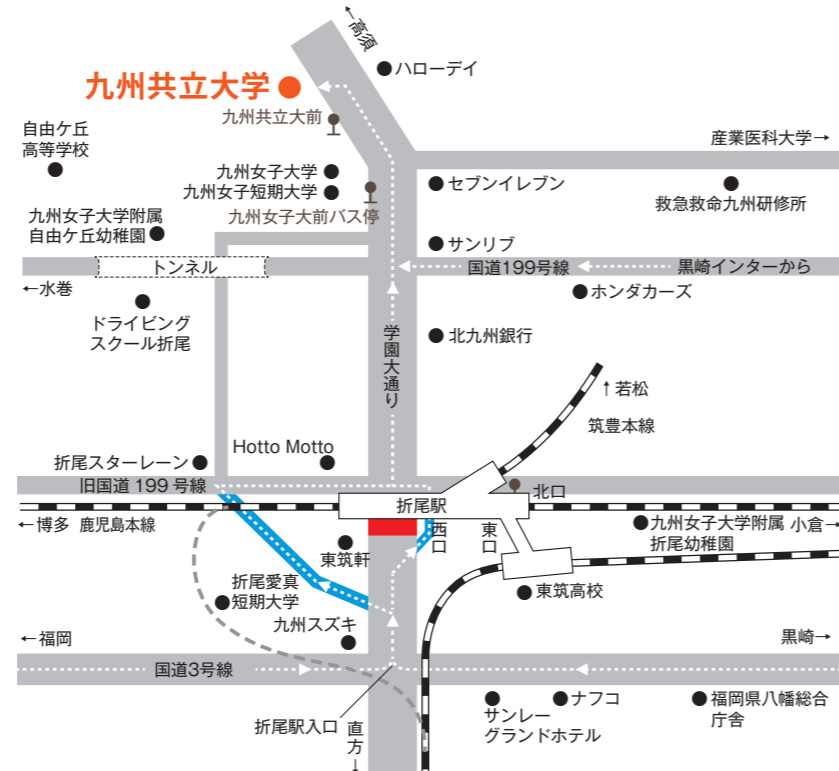 ←高須
ハローデイ
九州共立大学
九州共立大前
自由ケ丘
高等学校
産業医科大学→
九州女子大学
九州女子短期大学
セブンイレブン
救急救命九州研修所
九州女子大前バス停
九州女子大学附属
自由ケ丘幼稚園
サンリブ
トンネル
国道199号線
黒崎インターから
←水巻
ホンダカーズ
ドライビング
スクール折尾
学園大通り
北九州銀行
↑若松
筑豊本線
Hotto Motto
折尾スターレーン
旧国道 199 号線
折尾駅
北口
←博多 鹿児島本線
西口
東口
九州女子大学附属
折尾幼稚園
小倉→
東筑軒
折尾愛真
短期大学
東筑高校
九州スズキ
←福岡
黒崎→
国道3号線
折尾駅入口
直方→
サンレー
グランドホテル
ナフコ
福岡県八幡総合
庁舎